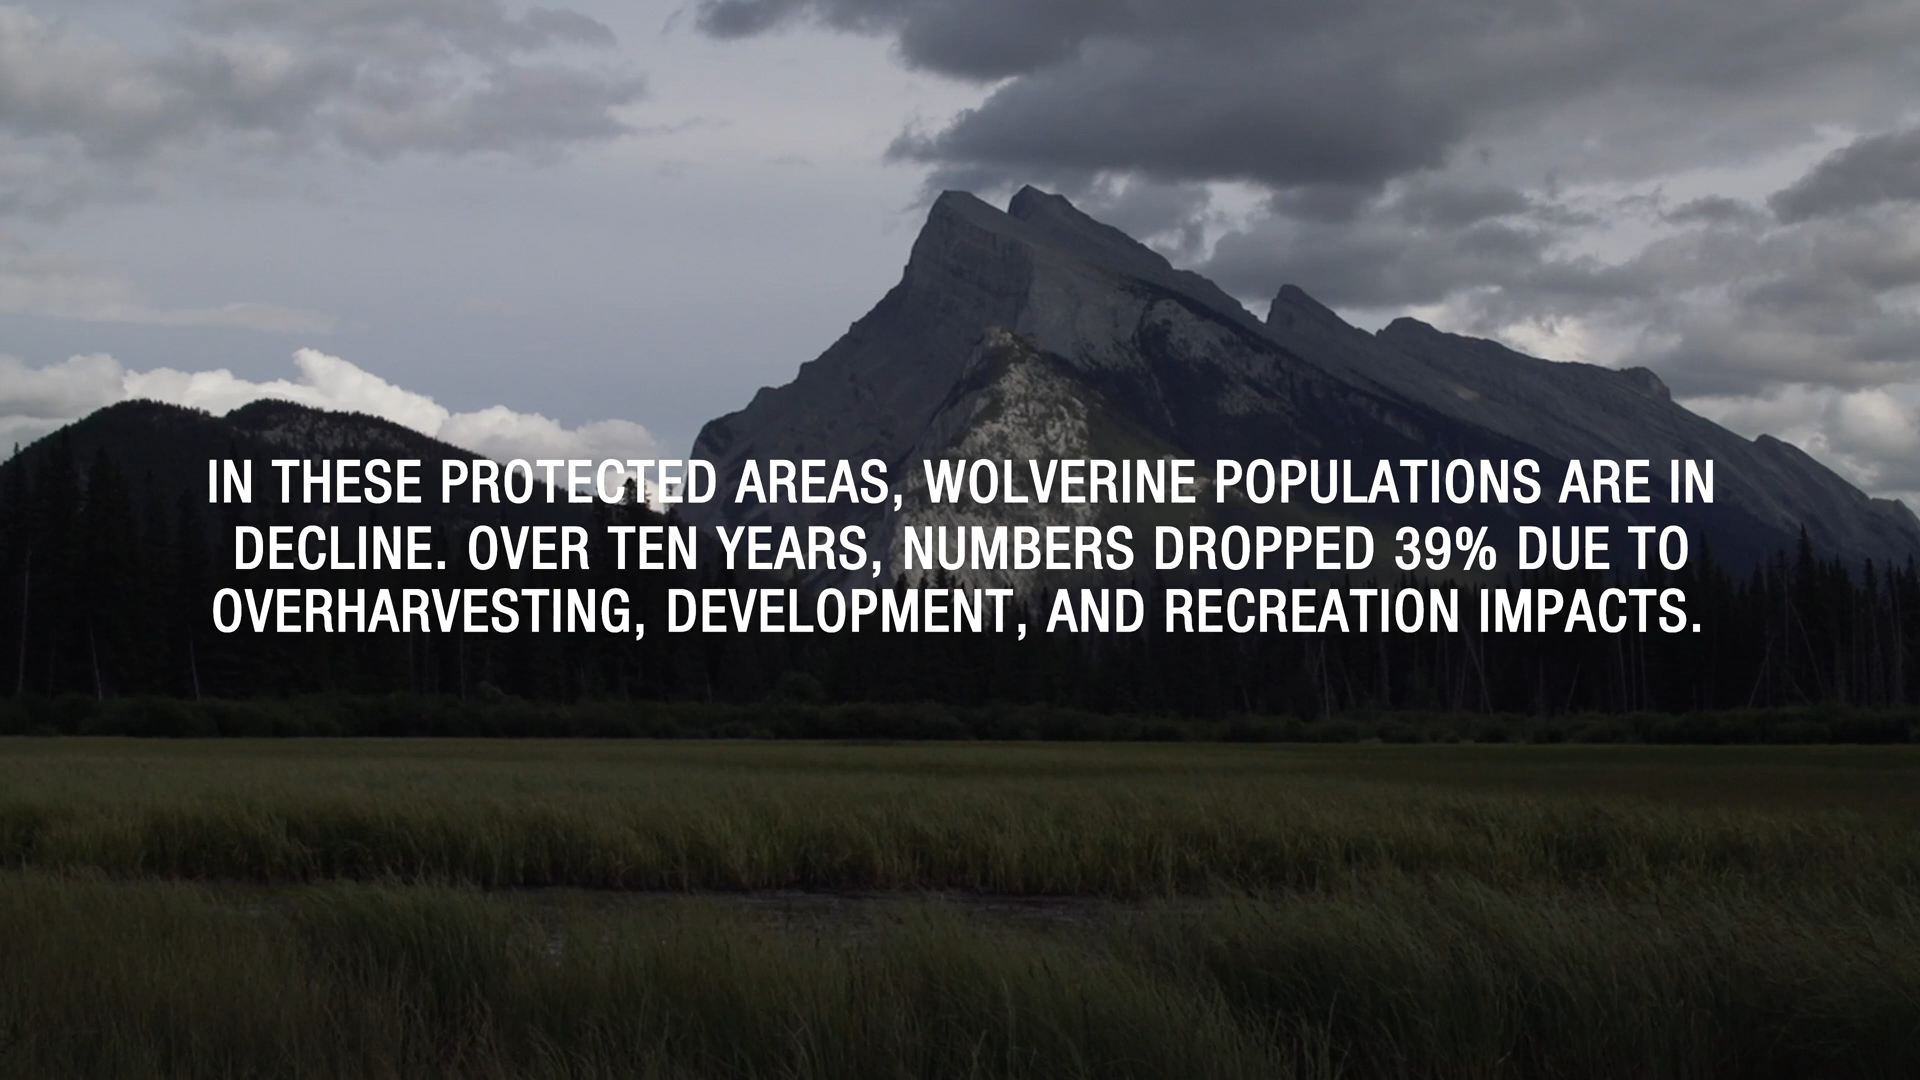 IN THESE PROTECTED AREAS, WOLVERINE POPULATIONS ARE IN
DECLINE. OVER TEN YEARS, NUMBERS DROPPED 39% DUE TO
OVERHARVESTING, DEVELOPMENT, AND RECREATION IMPACTS.